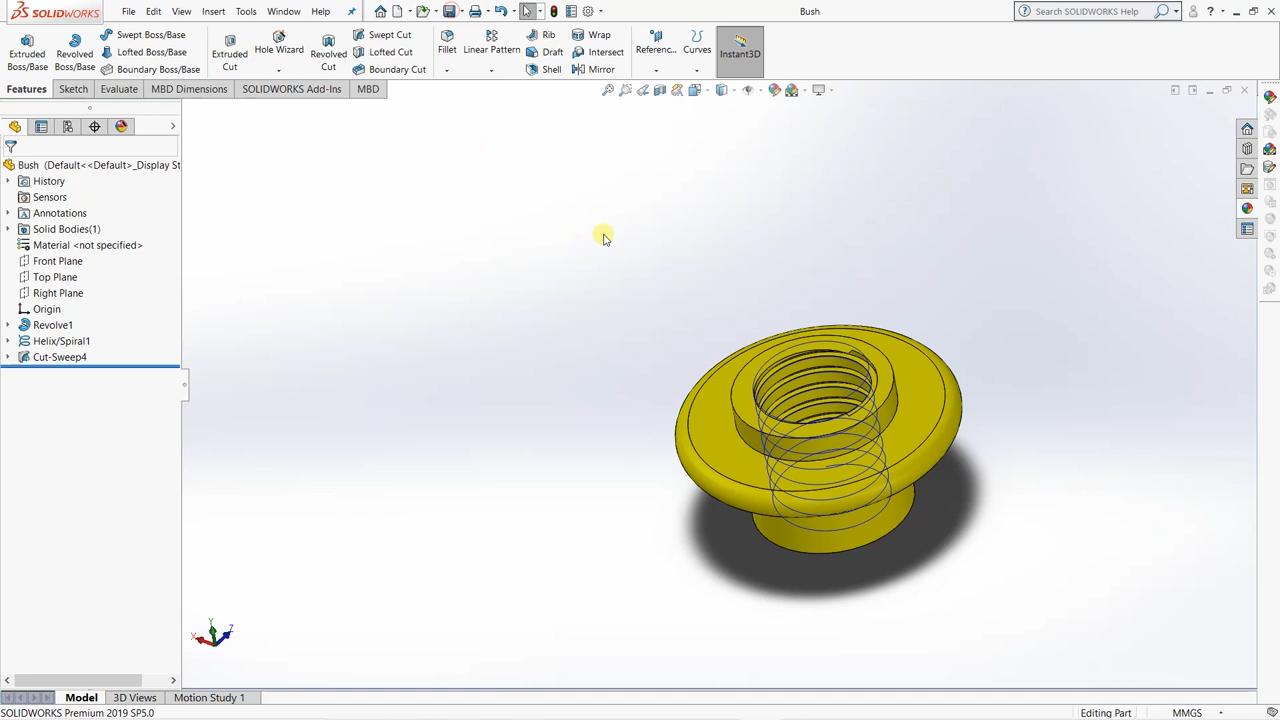 SOLIDWORKS
File
Edit
View
Insert
Tools
Window
Help
Bush
Search SOLIDWORKS Help
Extruded Boss/Base
Revolved Boss/Base
Swept Boss/Base
Lofted Boss/Base
Boundary Boss/Base
Extruded Cut
Hole Wizard
Revolved Cut
Swept Cut
Lofted Cut
Boundary Cut
Fillet
Linear Pattern
Rib
Draft
Shell
Wrap
Intersect
Mirror
Referenc...
Curves
Instant3D
Features
Sketch
Evaluate
MBD Dimensions
SOLIDWORKS Add-Ins
MBD
Bush (Default<<Default>_Display St
History
Sensors
Annotations
Solid Bodies(1)
Material <not specified>
Front Plane
Top Plane
Right Plane
Origin
Revolve1
Helix/Spiral1
Cut-Sweep4
Y
X
Z
Model
3D Views
Motion Study 1
SOLIDWORKS Premium 2019 SP5.0
Editing Part
MMGS